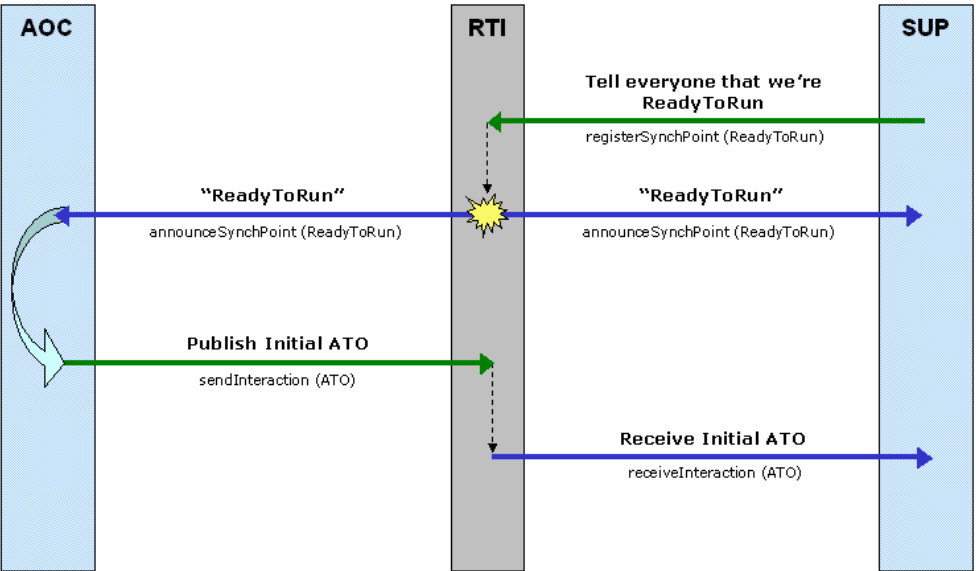 AOC
RTI
SUP
Tell everyone that we're
ReadyToRun
registerSynchPoint (ReadyToRun)
"ReadyToRun"
"ReadyToRun"
announceSynchPoint (ReadyToRun)
announceSynchPoint (ReadyToRun)
Publish Initial ATO
sendInteraction (ATO)
Receive Initial ATO
receiveInteraction (ATO)